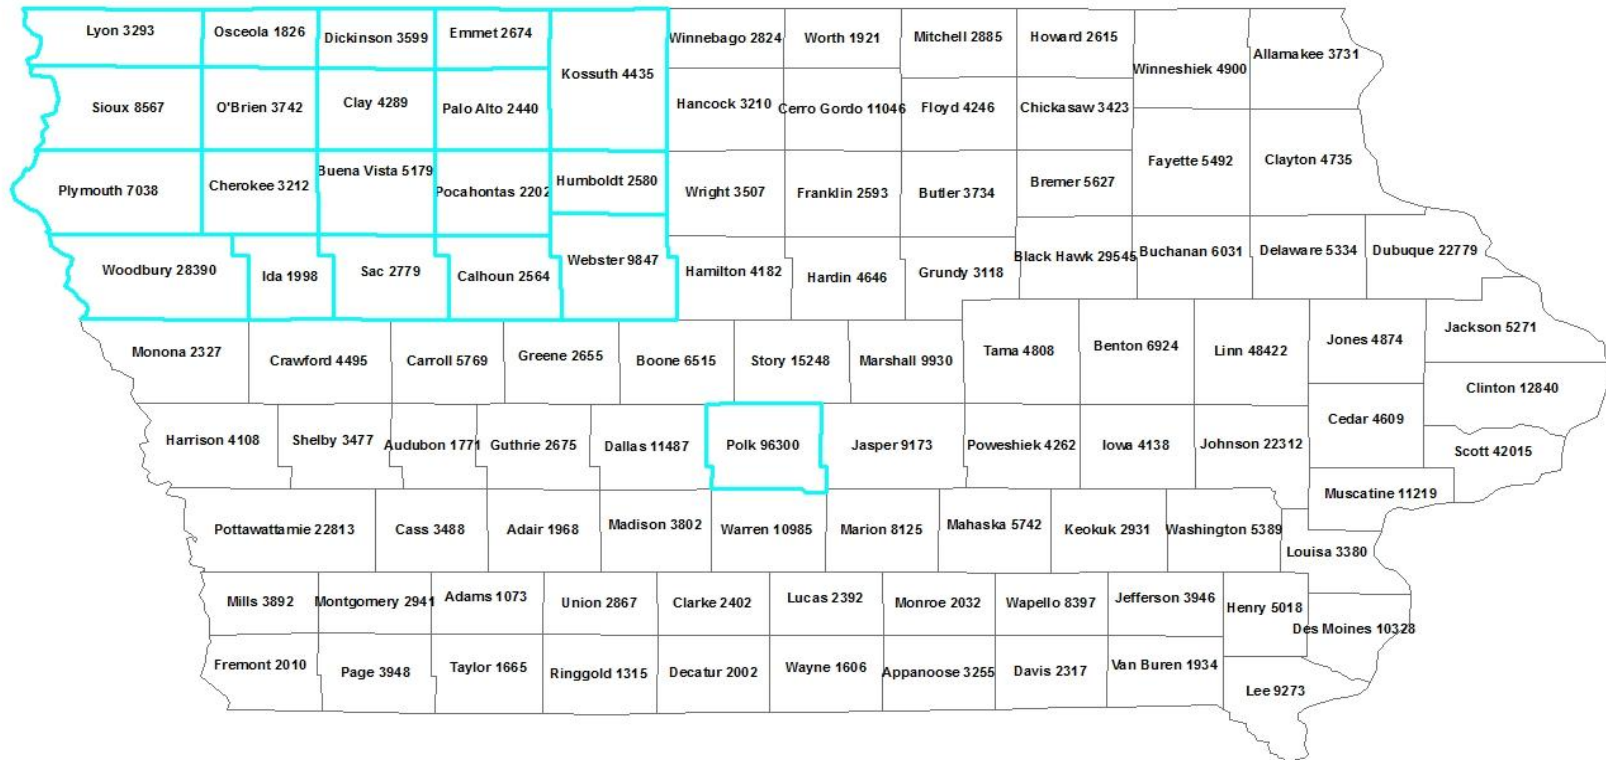 Lyon 3293
Osceola 1826
Dickinson 3599
Emmet 2674
Kossuth 4435
Winnebago 2824
Worth 1921
Mitchell 2885
Howard 2615
Winneshiek 4900
Allamakee 3731
Sioux 8567
O'Brien 3742
Clay 4289
Palo Alto 2440
Hancock 3210
Cerro Gordo 11046
Floyd 4246
Chickasaw 3423
Fayette 5492
Clayton 4735
Plymouth 7038
Cherokee 3212
Buena Vista 5179
Pocahontas 2202
Humboldt 2580
Wright 3507
Franklin 2593
Butler 3734
Bremer 5627
Woodbury 28390
Ida 1998
Sac 2779
Calhoun 2564
Webster 9847
Hamilton 4182
Hardin 4646
Grundy 3118
Black Hawk 29545
Buchanan 6031
Delaware 5334
Dubuque 22779
Monona 2327
Crawford 4495
Carroll 5769
Greene 2655
Boone 6515
Story 15248
Marshall 9930
Tama 4808
Benton 6924
Linn 48422
Jones 4874
Jackson 5271
Clinton 12840
Harrison 4108
Shelby 3477
Audubon 1771
Guthrie 2675
Dallas 11487
Polk 96300
Jasper 9173
Poweshiek 4262
Iowa 4138
Johnson 22312
Cedar 4609
Scott 42015
Muscatine 11219
Pottawattamie 22813
Cass 3488
Adair 1968
Madison 3802
Warren 10985
Marion 8125
Mahaska 5742
Keokuk 2931
Washington 5389
Louisa 3380
Mills 3892
Montgomery 2941
Adams 1073
Union 2867
Clarke 2402
Lucas 2392
Monroe 2032
Wapello 8397
Jefferson 3946
Henry 5018
Des Moines 10328
Fremont 2010
Page 3948
Taylor 1665
Ringgold 1315
Decatur 2002
Wayne 1606
Appanoose 3255
Davis 2317
Van Buren 1934
Lee 9273